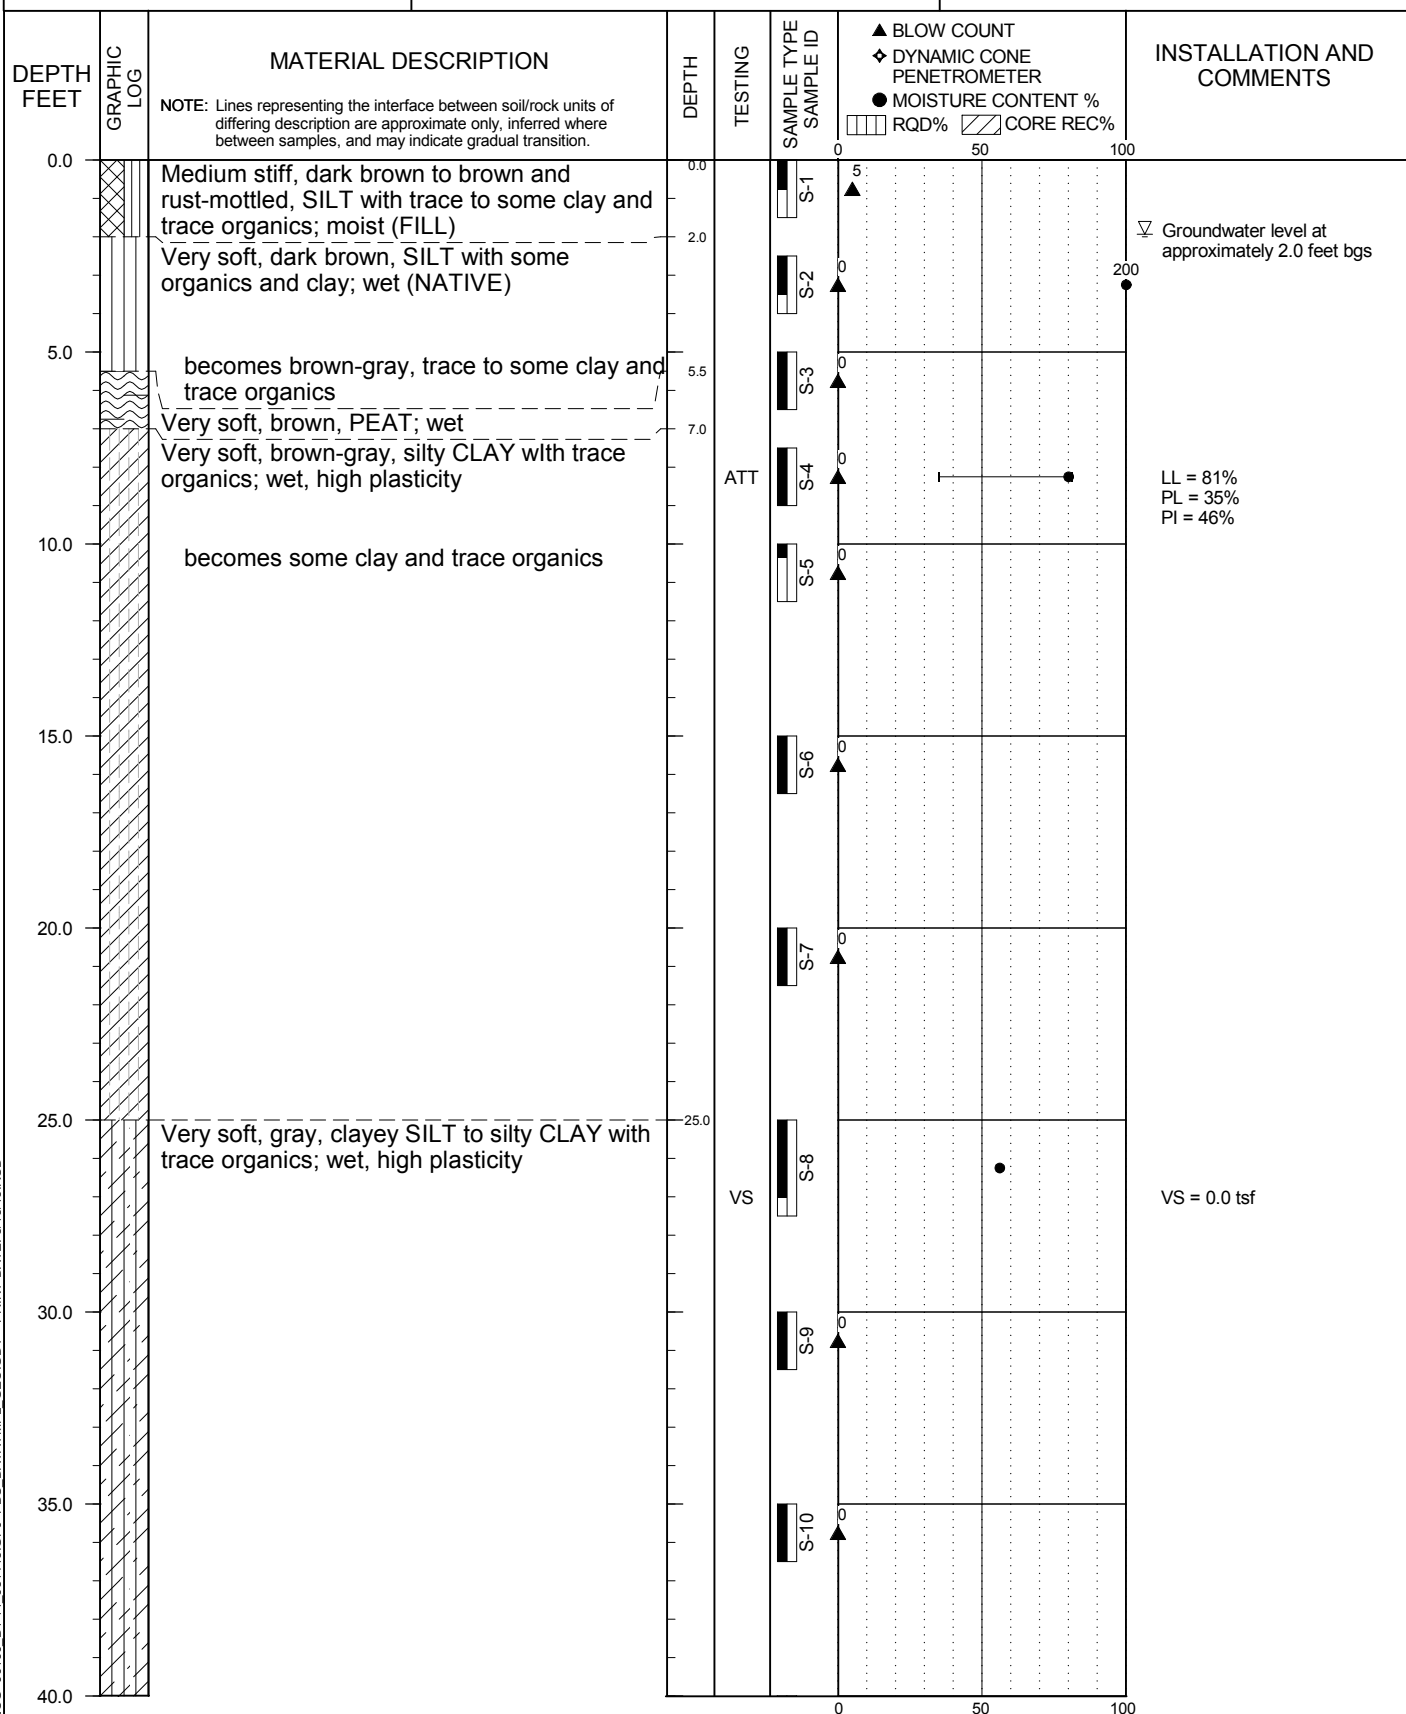 DEPTH
FEET
GRAPHIC
LOG
MATERIAL DESCRIPTION
NOTE: Lines representing the interface between soil/rock units of
differing description are approximate only, inferred where
between samples, and may indicate gradual transition.
DEPTH
TESTING
SAMPLE TYPE
SAMPLE ID
▲ BLOW COUNT
DYNAMIC CONE
PENETROMETER
● MOISTURE CONTENT %
RQD% CORE REC%
0 50 100
INSTALLATION AND
COMMENTS
0.0
Medium stiff, dark brown to brown and
rust-mottled, SILT with trace to some clay and
trace organics; moist (FILL)
0.0
S-1
5
2.0
Groundwater level at
approximately 2.0 feet bgs
Very soft, dark brown, SILT with some
organics and clay; wet (NATIVE)
S-2
0
200
5.0
becomes brown-gray, trace to some clay and
trace organics
5.5
S-3
0
Very soft, brown, PEAT; wet
7.0
Very soft, brown-gray, silty CLAY wIth trace
organics; wet, high plasticity
ATT
S-4
0
LL = 81%
PL = 35%
PI = 46%
10.0
becomes some clay and trace organics
S-5
0
15.0
S-6
0
20.0
S-7
0
25.0
25.0
Very soft, gray, clayey SILT to silty CLAY with
trace organics; wet, high plasticity
S-8
VS
VS = 0.0 tsf
30.0
S-9
0
35.0
S-10
0
40.0
0 50 100